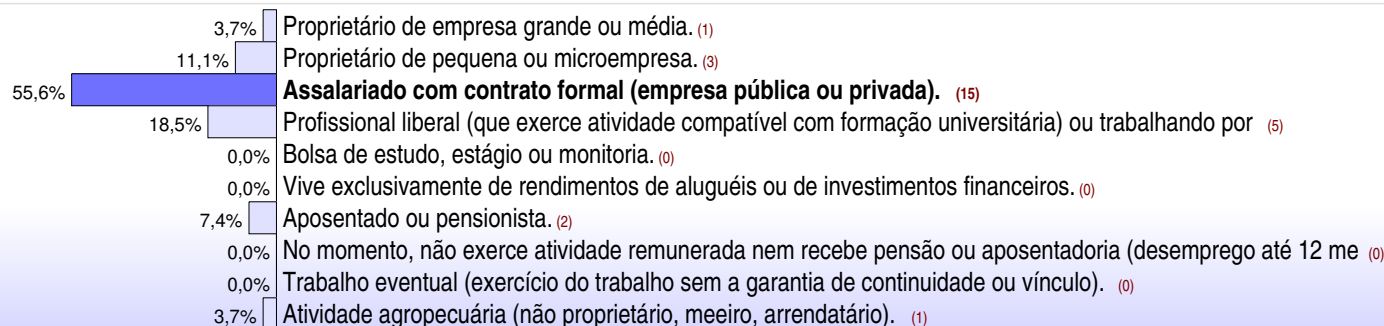 3,7% Proprietário de empresa grande ou média. (1)
11,1% Proprietário de pequena ou microempresa. (3)
55,6% Assalariado com contrato formal (empresa pública ou privada). (15)
18,5% Profissional liberal (que exerce atividade compatível com formação universitária) ou trabalhando por (5)
0,0% Bolsa de estudo, estágio ou monitoria. (0)
0,0% Vive exclusivamente de rendimentos de aluguéis ou de investimentos financeiros. (0)
7,4% Aposentado ou pensionista. (2)
0,0% No momento, não exerce atividade remunerada nem recebe pensão ou aposentadoria (desemprego até 12 me (0)
0,0% Trabalho eventual (exercício do trabalho sem a garantia de continuidade ou vínculo). (0)
3,7% Atividade agropecuária (não proprietário, meeiro, arrendatário). (1)